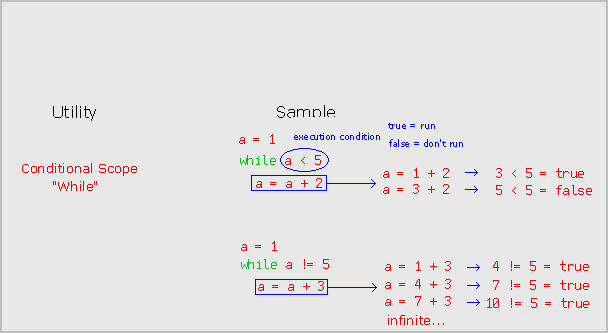 Utility
Sample
true = run
a = 1
execution condition
false = don't run
while a < 5
Conditional Scope
"While"
a = a + 2
a = 1 + 2 → 3 < 5 = true
a = 3 + 2 → 5 < 5 = false
a = 1
while a != 5
a = a + 3
a = 1 + 3 → 4 != 5 = true
a = 4 + 3 → 7 != 5 = true
a = 7 + 3 → 10 != 5 = true
infinite...